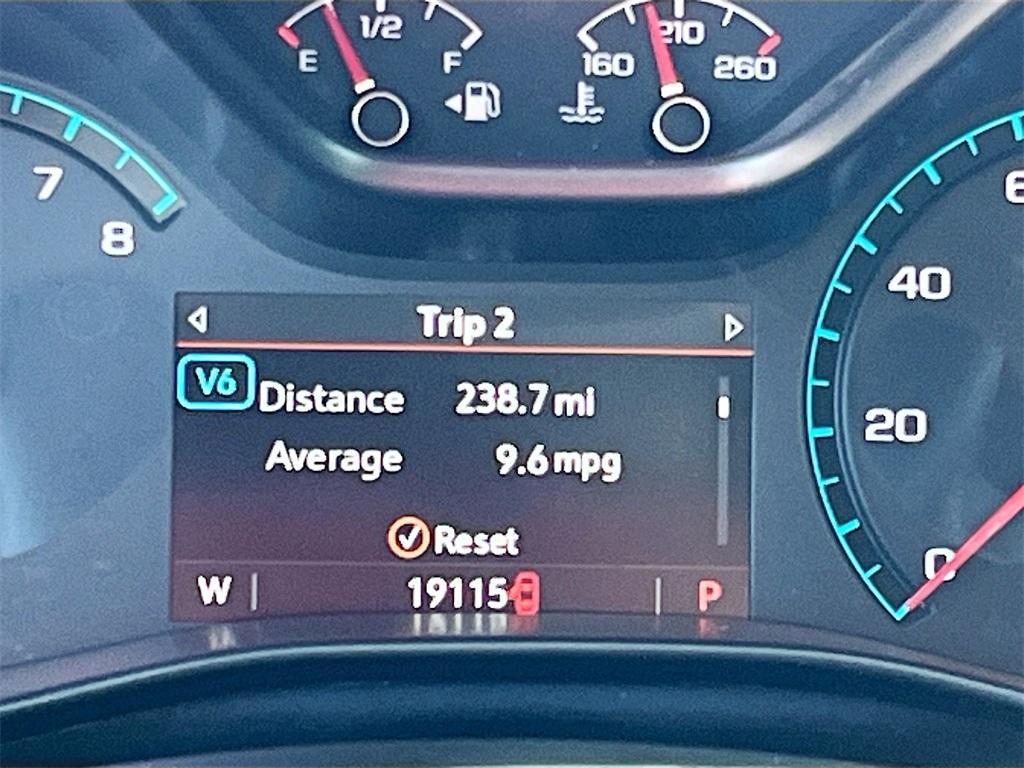 E 1/2 F
160 210 260
7
8
Trip 2
V6
Distance 238.7 mi
Average 9.6 mpg
Reset
W 19115 P
40
20
0